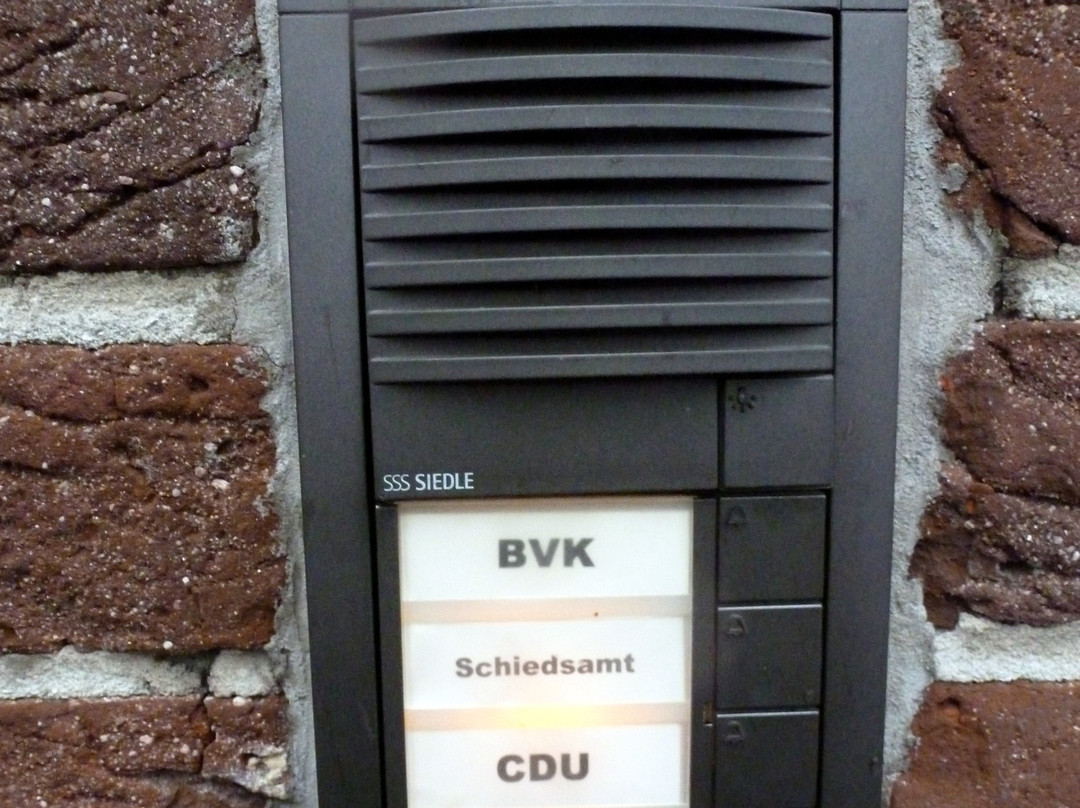 SSS SIEDLE
BVK
Schiedsamt
CDU